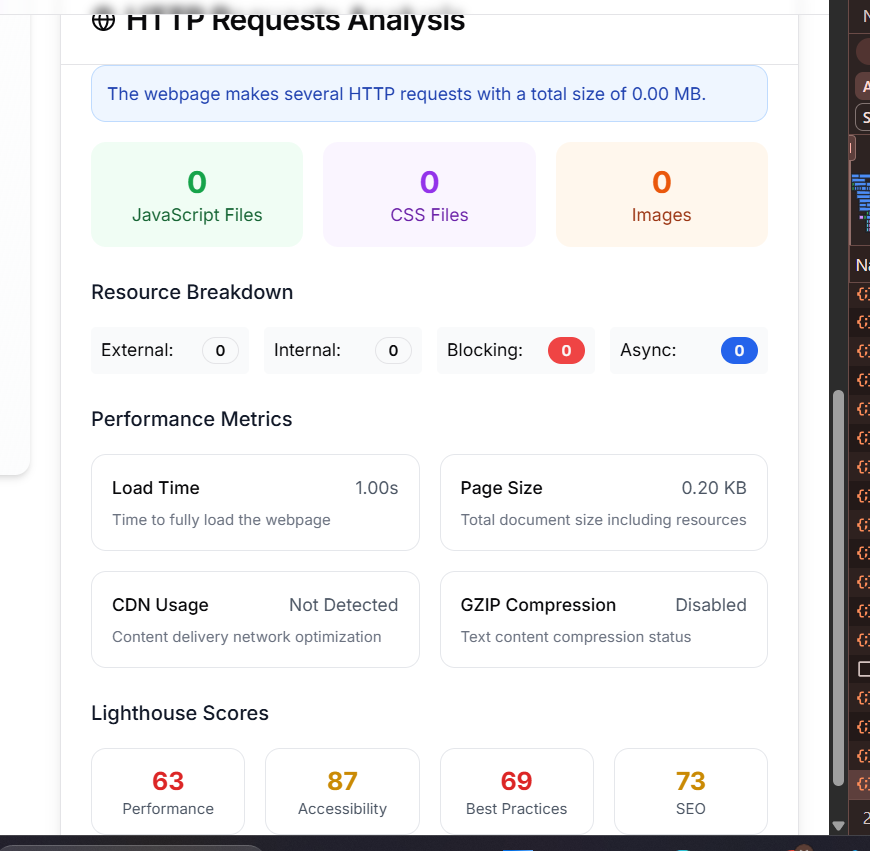 HTTP Requests Analysis
The webpage makes several HTTP requests with a total size of 0.00 MB.
0
JavaScript Files
0
CSS Files
0
Images
Resource Breakdown
External: 0
Internal: 0
Blocking: 0
Async: 0
Performance Metrics
Load Time 1.00s
Time to fully load the webpage
Page Size 0.20 KB
Total document size including resources
CDN Usage Not Detected
Content delivery network optimization
GZIP Compression Disabled
Text content compression status
Lighthouse Scores
63
Performance
87
Accessibility
69
Best Practices
73
SEO